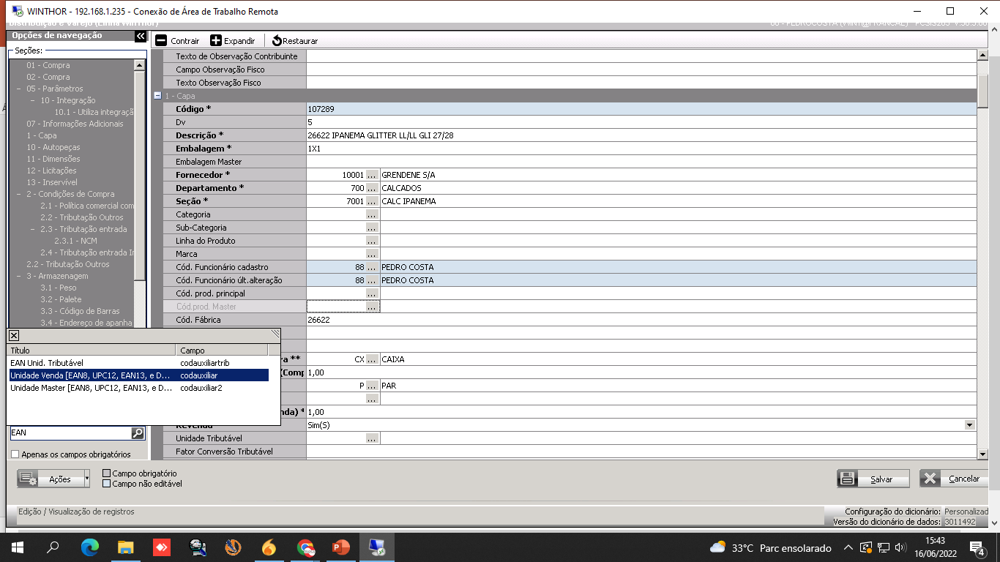 WINTHOR - 192.168.1.235 - Conexão de Área de Trabalho Remota
Distribuição e Varejo (Linha WinThor)
Opções de navegação
Contrair
Expandir
Restaurar
Seções:
01 - Compra
02 - Compra
05 - Parâmetros
10 - Integração
10.1 - Utiliza integraçã
07 - Informações Adicionais
1 - Capa
10 - Autopeças
11 - Dimensões
12 - Licitações
13 - Inservível
2 - Condições de Compra
2.1 - Política comercial com
2.2 - Tributação Outros
2.3 - Tributação entrada
2.3.1 - NCM
2.4 - Tributação entrada I
2.2 - Tributação Outros
3 - Armazenagem
3.1 - Peso
3.2 - Palete
3.3 - Código de Barras
3.4 - Endereço de apanha
Texto de Observação Contribuinte
Campo Observação Fisco
Texto Observação Fisco
1 - Capa
Código * 107289
Dv 5
Descrição * 26622 IPANEMA GLITTER LL/LL GLI 27/28
Embalagem * 1X1
Embalagem Master
Fornecedor * 10001 ... GRENDENE S/A
Departamento * 700 ... CALCADOS
Seção * 7001 ... CALC IPANEMA
Categoria ...
Sub-Categoria ...
Linha do Produto ...
Marca ...
Cód. Funcionário cadastro 88 ... PEDRO COSTA
Cód. Funcionário últ.alteração 88 ... PEDRO COSTA
Cód. prod. principal ...
Cód.prod. Master ...
Cód. Fábrica 26622
ra ** CX ... CAIXA
(Comp 1,00
P ... PAR
...
nda) * 1,00
Revenda Sim(S)
Unidade Tributável ...
Fator Conversão Tributável
Título Campo
EAN Unid. Tributável codauxiliartrib
Unidade Venda [EAN8, UPC12, EAN13, e D... codauxiliar
Unidade Master [EAN8, UPC12, EAN13, e D... codauxiliar2
EAN
Apenas os campos obrigatórios
Ações
Campo obrigatório
Campo não editável
Salvar
Cancelar
Edição / Visualização de registros
Configuração do dicionário: Personalizad
Versão do dicionário de dados: 3011492
33°C Parc ensolarado
15:43
16/06/2022
4